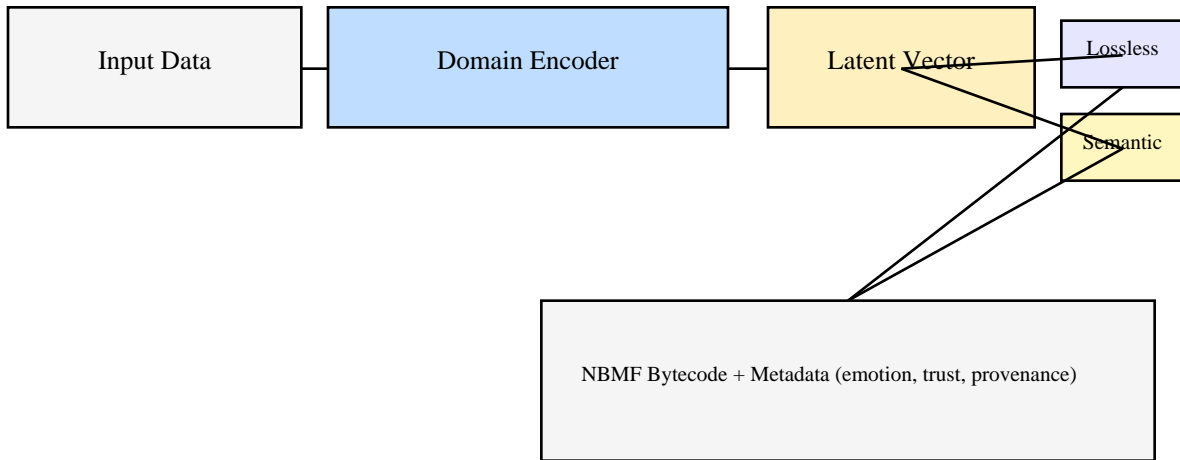 Input Data
Domain Encoder
Latent Vector
Lossless
Semantic
NBMF Bytecode + Metadata (emotion, trust, provenance)